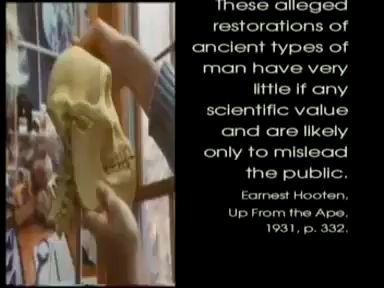 These alleged
restorations of
ancient types of
man have very
little if any
scientific value
and are likely
only to mislead
the public.
Earnest Hooten,
Up From the Ape,
1931, p. 332.